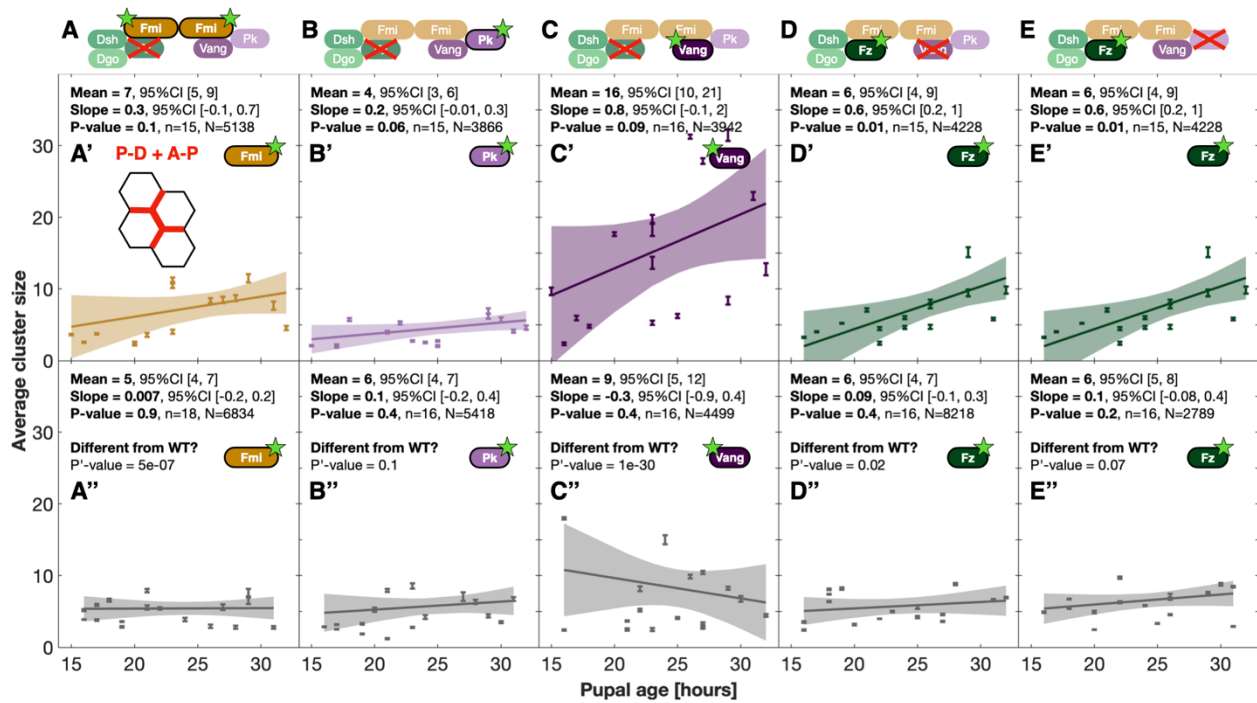 A
Fmi Fmi
Dsh Vang Pk
Dgo
B
Fmi Fmi
Dsh Vang Pk
Dgo
C
Fmi Fmi
Dsh Vang Pk
Dgo
D
Fmi Fmi
Dsh Fz Vang Pk
Dgo
E
Fmi Fmi
Dsh Fz Vang
Dgo
Mean = 7, 95%CI [5, 9]
Slope = 0.3, 95%CI [-0.1, 0.7]
P-value = 0.1, n=15, N=5138
A'
P-D + A-P
Fmi
Mean = 4, 95%CI [3, 6]
Slope = 0.2, 95%CI [-0.01, 0.3]
P-value = 0.06, n=15, N=3866
B'
Pk
Mean = 16, 95%CI [10, 21]
Slope = 0.8, 95%CI [-0.1, 2]
P-value = 0.09, n=16, N=3942
C'
Vang
Mean = 6, 95%CI [4, 9]
Slope = 0.6, 95%CI [0.2, 1]
P-value = 0.01, n=15, N=4228
D'
Fz
Mean = 6, 95%CI [4, 9]
Slope = 0.6, 95%CI [0.2, 1]
P-value = 0.01, n=15, N=4228
E'
Fz
30
20
10
0
Average cluster size
Mean = 5, 95%CI [4, 7]
Slope = 0.007, 95%CI [-0.2, 0.2]
P-value = 0.9, n=18, N=6834
Different from WT?
P'-value = 5e-07
Fmi
A''
Mean = 6, 95%CI [4, 7]
Slope = 0.1, 95%CI [-0.2, 0.4]
P-value = 0.4, n=16, N=5418
Different from WT?
P'-value = 0.1
Pk
B''
Mean = 9, 95%CI [5, 12]
Slope = -0.3, 95%CI [-0.9, 0.4]
P-value = 0.4, n=16, N=4499
Different from WT?
P'-value = 1e-30
Vang
C''
Mean = 6, 95%CI [4, 7]
Slope = 0.09, 95%CI [-0.1, 0.3]
P-value = 0.4, n=16, N=8218
Different from WT?
P'-value = 0.02
Fz
D''
Mean = 6, 95%CI [5, 8]
Slope = 0.1, 95%CI [-0.08, 0.4]
P-value = 0.2, n=16, N=2789
Different from WT?
P'-value = 0.07
Fz
E''
30
20
10
0
15 20 25 30 15 20 25 30 15 20 25 30 15 20 25 30 15 20 25 30
Pupal age [hours]